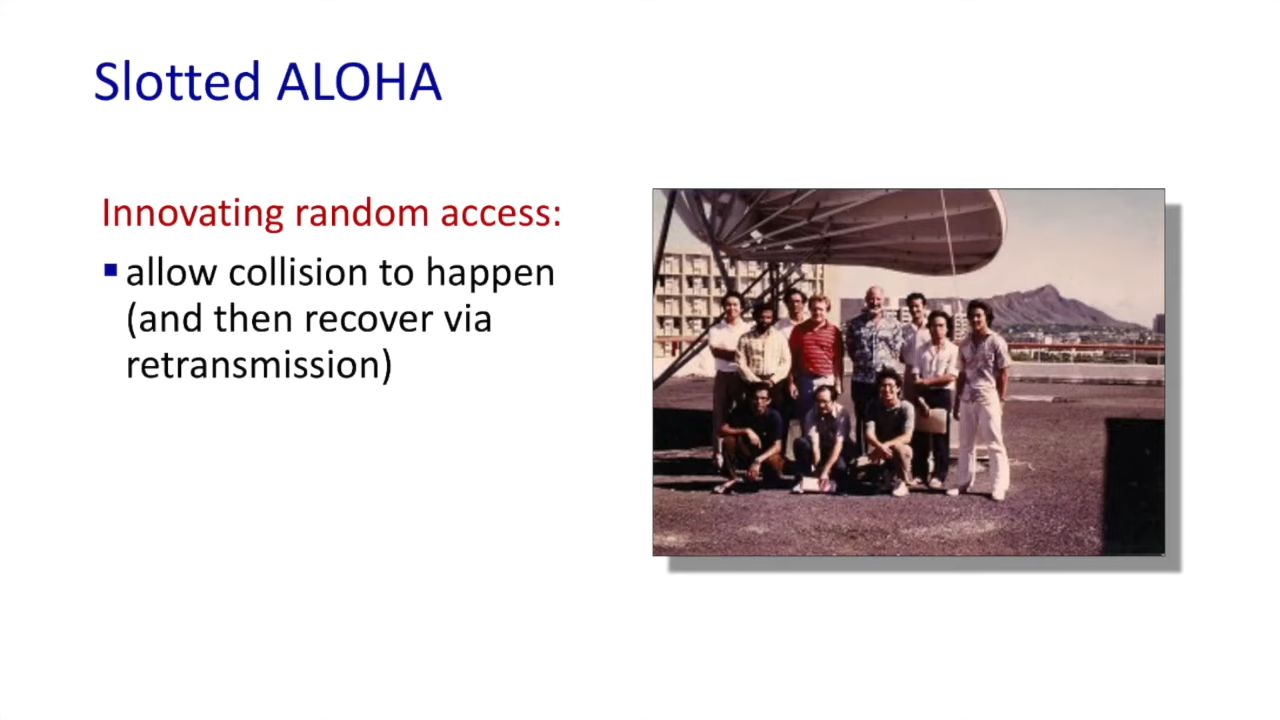 Slotted ALOHA
Innovating random access:
▪ allow collision to happen
(and then recover via
retransmission)